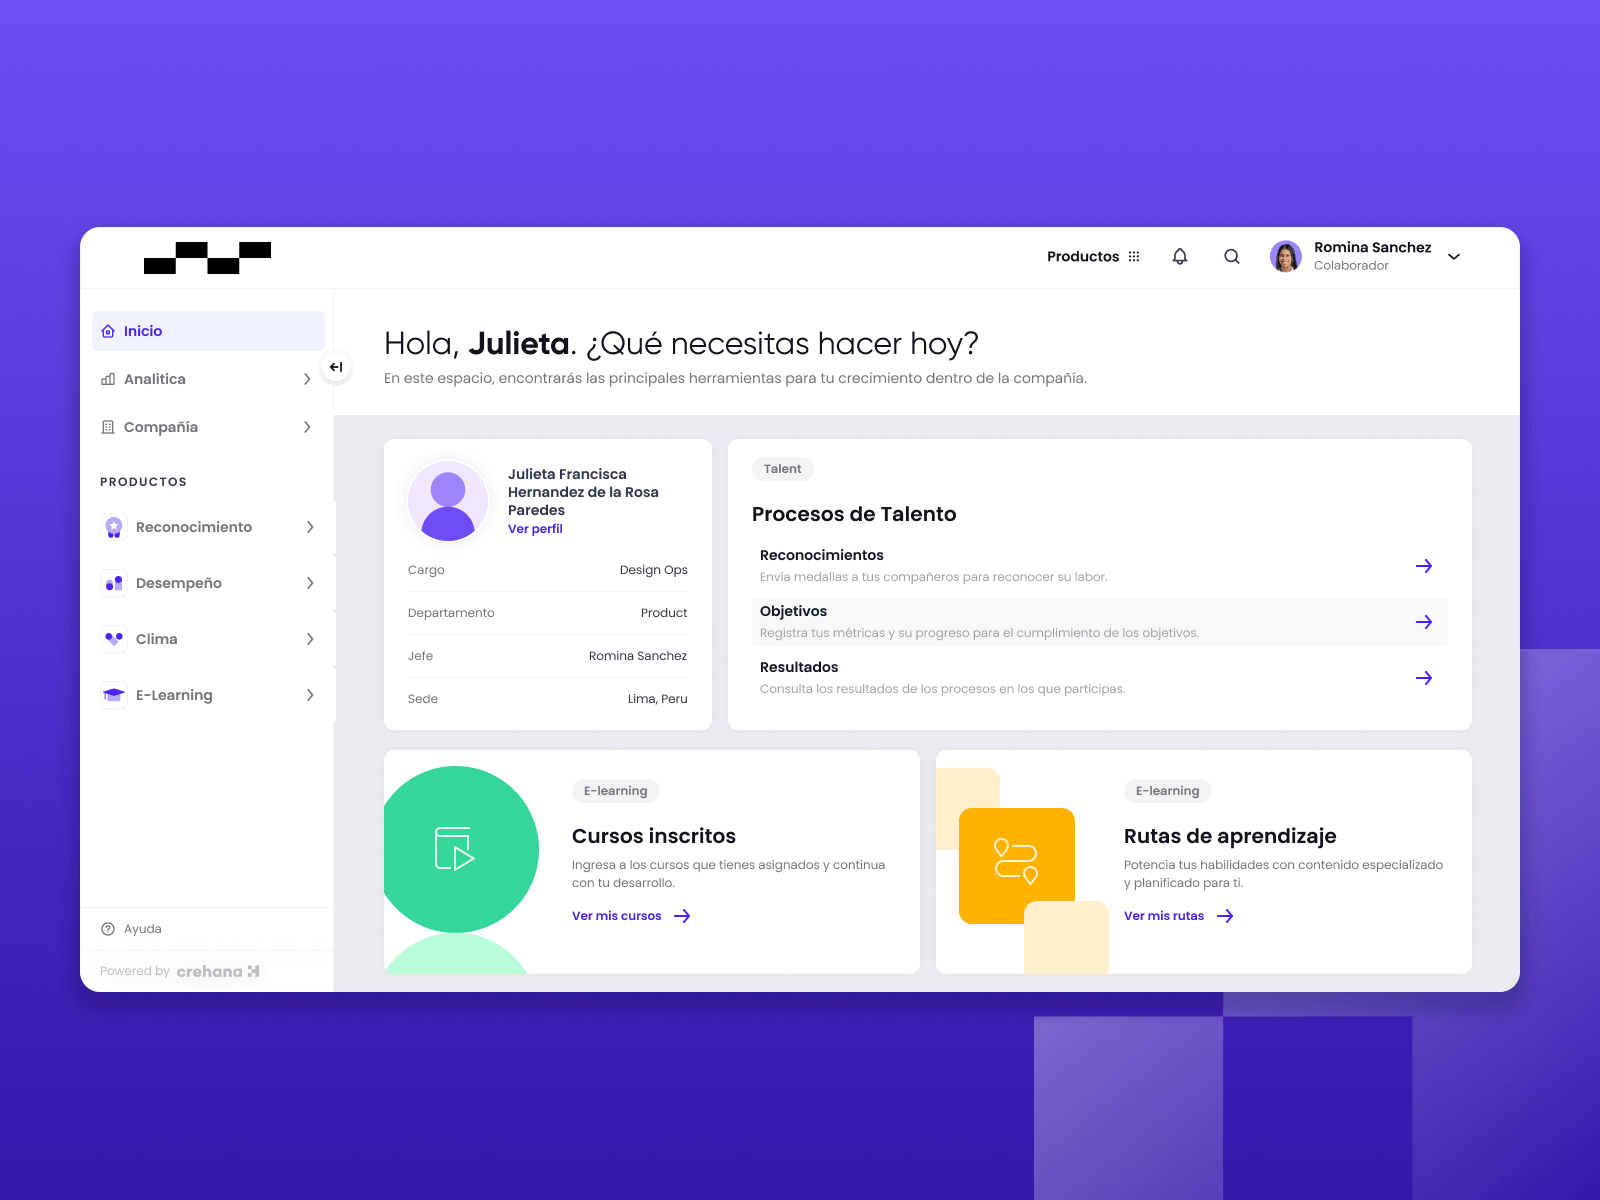 Productos
Romina Sanchez
Colaborador
Inicio
Analitica
Compañía
PRODUCTOS
Reconocimiento
Desempeño
Clima
E-Learning
Ayuda
Powered by crehana
Hola, Julieta. ¿Qué necesitas hacer hoy?
En este espacio, encontrarás las principales herramientas para tu crecimiento dentro de la compañía.
Julieta Francisca
Hernandez de la Rosa
Paredes
Ver perfil
Cargo Design Ops
Departamento Product
Jefe Romina Sanchez
Sede Lima, Peru
Talent
Procesos de Talento
Reconocimientos
Envía medallas a tus compañeros para reconocer su labor.
Objetivos
Registra tus métricas y su progreso para el cumplimiento de los objetivos.
Resultados
Consulta los resultados de los procesos en los que participas.
E-learning
Cursos inscritos
Ingresa a los cursos que tienes asignados y continua
con tu desarrollo.
Ver mis cursos
E-learning
Rutas de aprendizaje
Potencia tus habilidades con contenido especializado
y planificado para ti.
Ver mis rutas